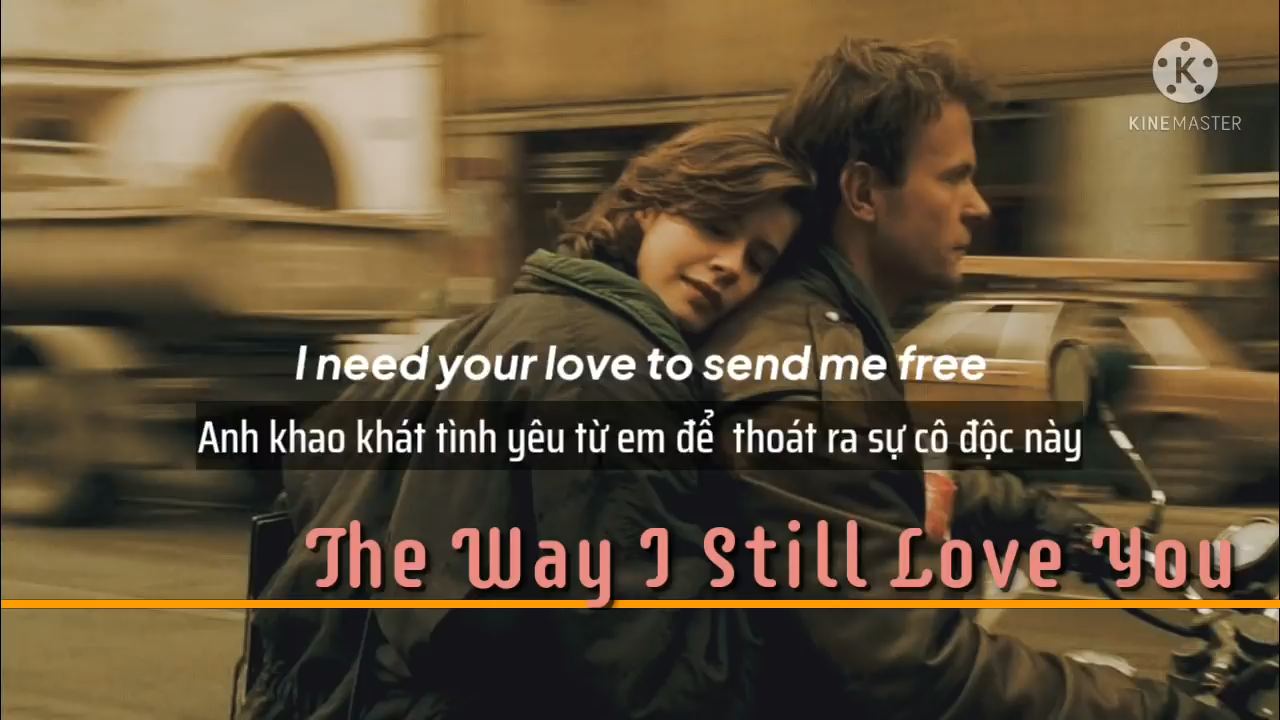 KINEMASTER
I need your love to send me free
Anh khao khát tình yêu từ em để  thoát ra sự cô độc này
The Way I Still Love You